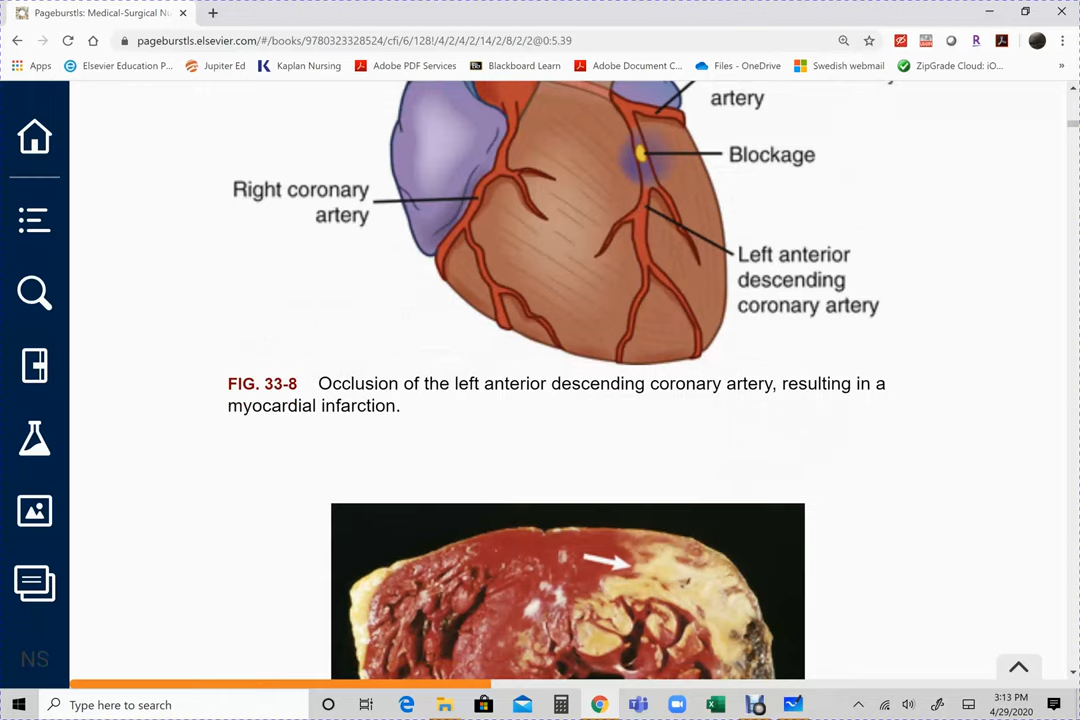 Pageburstls: Medical-Surgical Nu
pageburstls.elsevier.com/#/books/9780323328524/cfi/6/128!/4/2/4/2/14/2/8/2/2@0:5.39
Apps Elsevier Education P... Jupiter Ed Kaplan Nursing Adobe PDF Services Bb Blackboard Learn Adobe Document C... Files - OneDrive Swedish webmail ZipGrade Cloud: iO... »
artery
Blockage
Right coronary
artery
Left anterior
descending
coronary artery
FIG. 33-8 Occlusion of the left anterior descending coronary artery, resulting in a
myocardial infarction.
NS
Type here to search
3:13 PM
4/29/2020